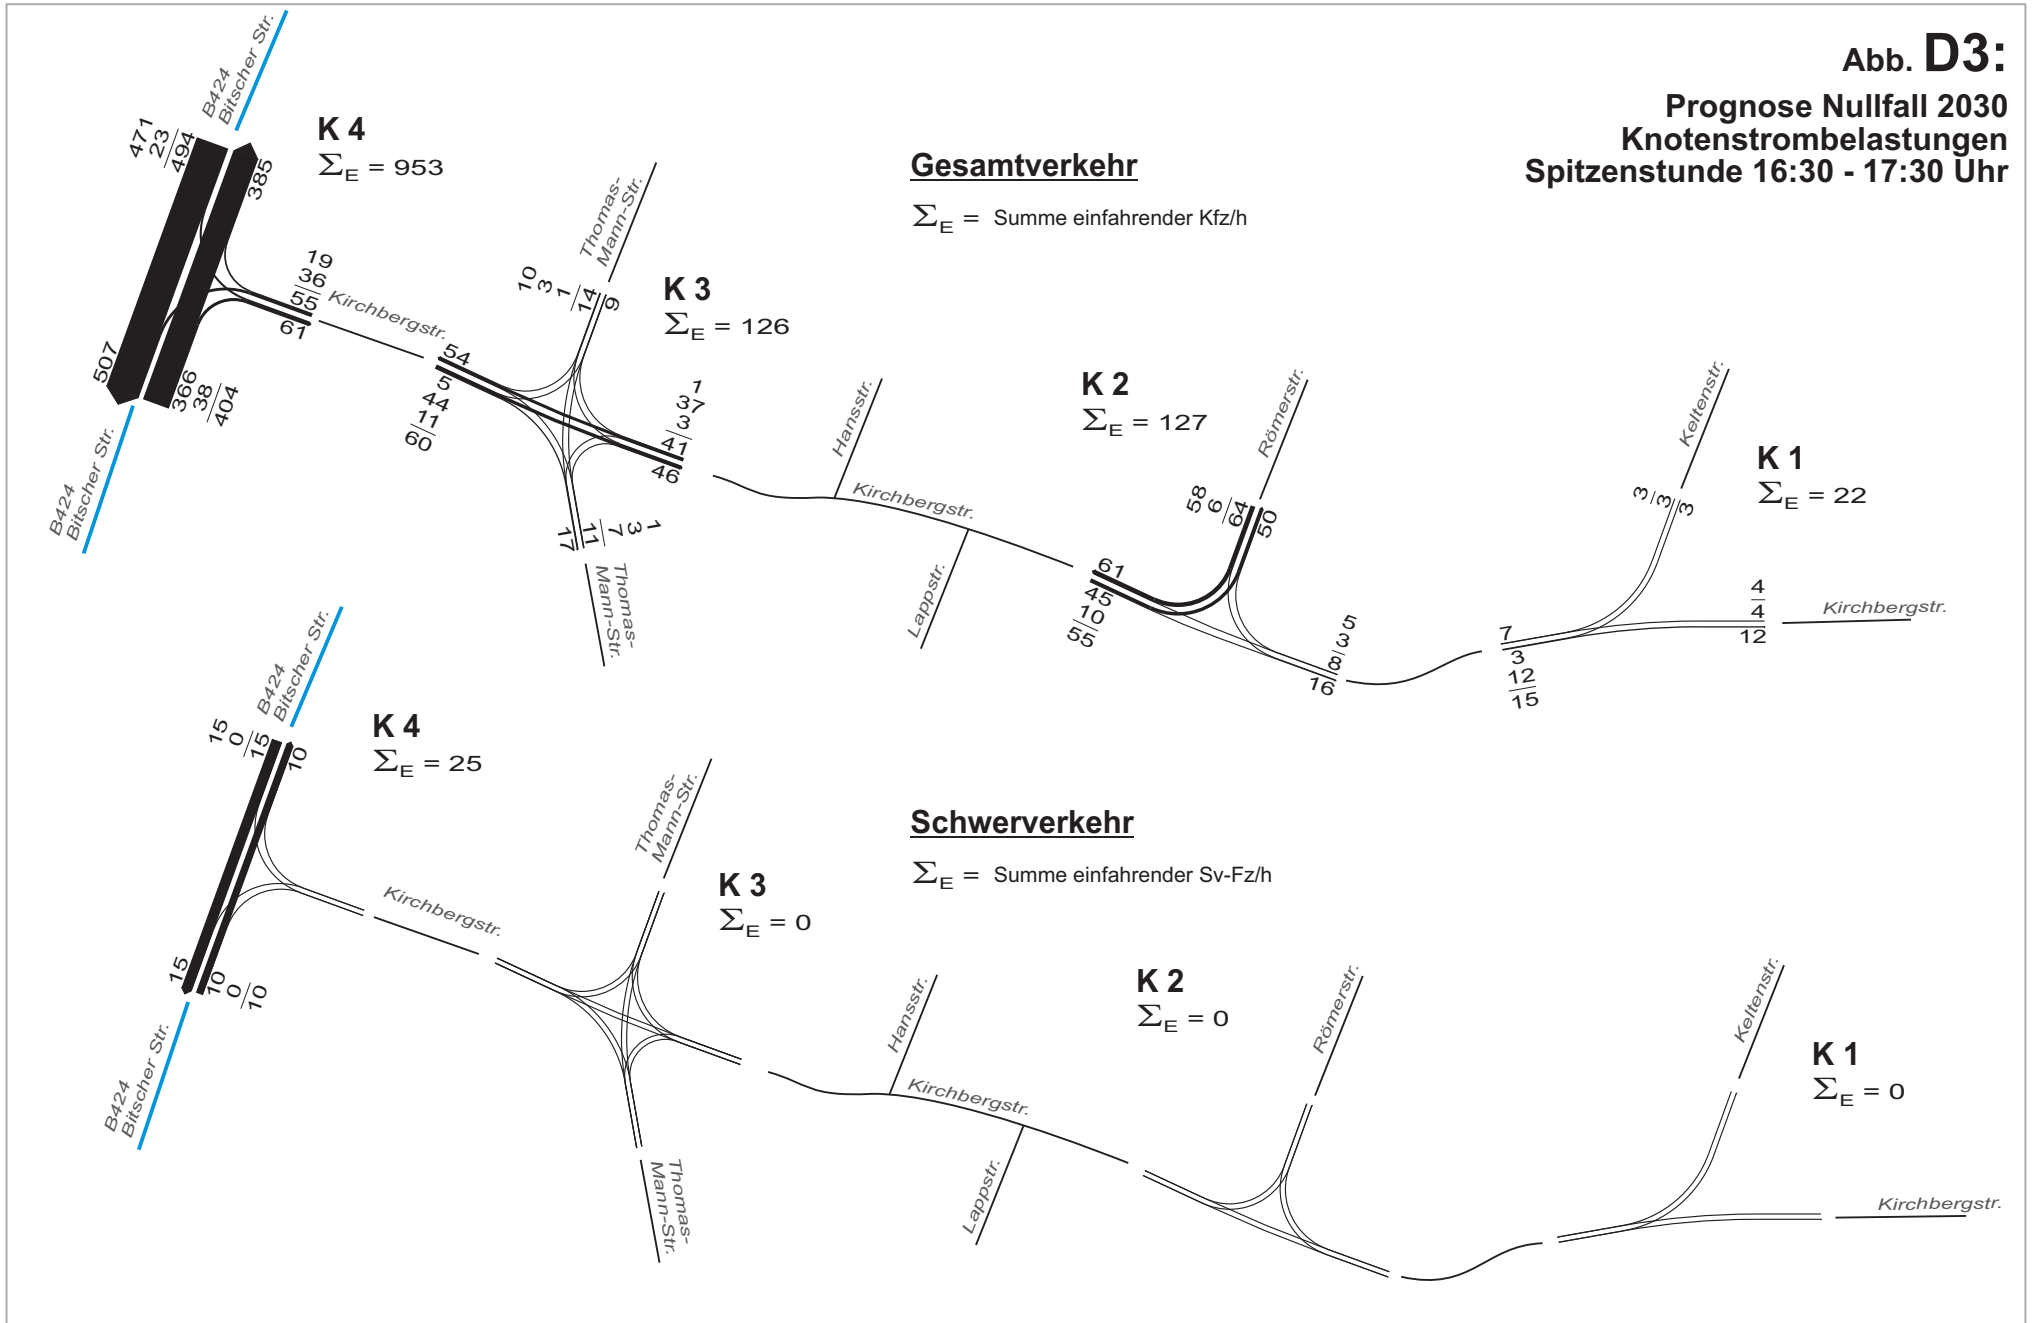 Abb. D3:
Prognose Nullfall 2030
Knotenstrombelastungen
Spitzenstunde 16:30 - 17:30 Uhr
Gesamtverkehr
ΣE = Summe einfahrender Kfz/h
B424
Bitscher Str.
471
23
494
385
K 4
ΣE = 953
19
36
55
61
507
366
38
404
B424
Bitscher Str.
Kirchbergstr.
Thomas-
Mann-Str.
10
3
1
14
9
K 3
ΣE = 126
54
5
44
11
60
1
37
3
41
46
17
11
7
3
1
Thomas-
Mann-Str.
Hansstr.
Kirchbergstr.
Lappstr.
K 2
ΣE = 127
Römerstr.
58
6
64
50
61
45
10
55
5
3
8
16
Keltenstr.
K 1
ΣE = 22
3
3
3
4
4
12
Kirchbergstr.
7
3
12
15
Schwerverkehr
ΣE = Summe einfahrender Sv-Fz/h
B424
Bitscher Str.
15
0
15
10
K 4
ΣE = 25
15
10
0
10
B424
Bitscher Str.
Kirchbergstr.
Thomas-
Mann-Str.
K 3
ΣE = 0
Thomas-
Mann-Str.
Hansstr.
Kirchbergstr.
Lappstr.
K 2
ΣE = 0
Römerstr.
Keltenstr.
K 1
ΣE = 0
Kirchbergstr.